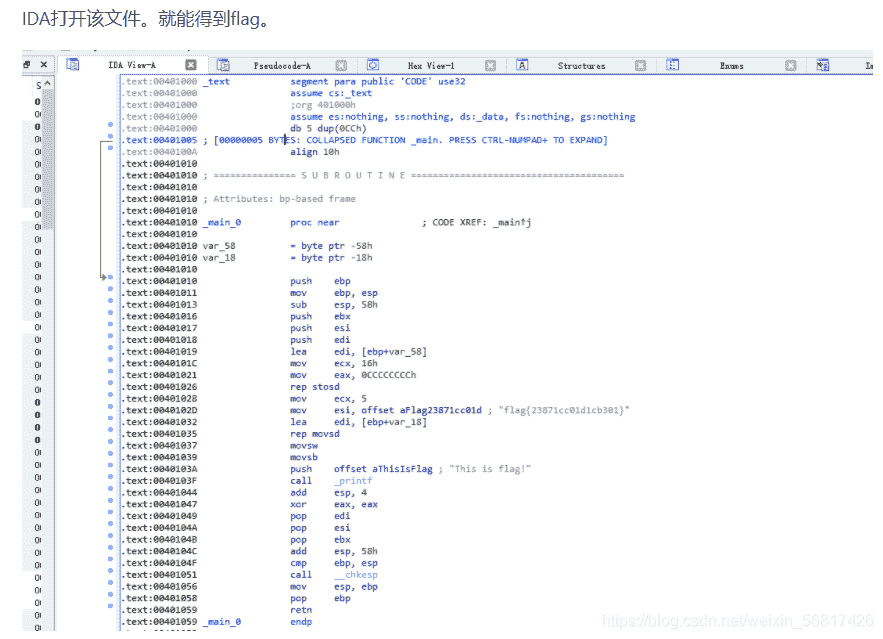 IDA打开该文件。就能得到flag。
IDA View-A Pseudocode-A Hex View-1 Structures Enums
.text:00401000 _text segment para public 'CODE' use32
.text:00401000 assume cs:_text
.text:00401000 ;org 401000h
.text:00401000 assume es:nothing, ss:nothing, ds:_data, fs:nothing, gs:nothing
.text:00401000 db 5 dup(0CCh)
.text:00401005 ; [00000005 BYTES: COLLAPSED FUNCTION _main. PRESS CTRL-NUMPAD+ TO EXPAND]
.text:0040100A align 10h
.text:00401010
.text:00401010 ; =============== S U B R O U T I N E =======================================
.text:00401010
.text:00401010 ; Attributes: bp-based frame
.text:00401010
.text:00401010 _main_0 proc near ; CODE XREF: _main↑j
.text:00401010
.text:00401010 var_58 = byte ptr -58h
.text:00401010 var_18 = byte ptr -18h
.text:00401010
.text:00401010 push ebp
.text:00401011 mov ebp, esp
.text:00401013 sub esp, 58h
.text:00401016 push ebx
.text:00401017 push esi
.text:00401018 push edi
.text:00401019 lea edi, [ebp+var_58]
.text:0040101C mov ecx, 16h
.text:00401021 mov eax, 0CCCCCCCCh
.text:00401026 rep stosd
.text:00401028 mov ecx, 5
.text:0040102D mov esi, offset aFlag23871cc01d ; "flag{23871cc01d1cb301}"
.text:00401032 lea edi, [ebp+var_18]
.text:00401035 rep movsd
.text:00401037 movsw
.text:00401039 movsb
.text:0040103A push offset aThisIsFlag ; "This is flag!"
.text:0040103F call _printf
.text:00401044 add esp, 4
.text:00401047 xor eax, eax
.text:00401049 pop edi
.text:0040104A pop esi
.text:0040104B pop ebx
.text:0040104C add esp, 58h
.text:0040104F cmp ebp, esp
.text:00401051 call __chkesp
.text:00401056 mov esp, ebp
.text:00401058 pop ebp
.text:00401059 retn
.text:00401059 _main_0 endp
https://blog.csdn.net/weixin_56817426